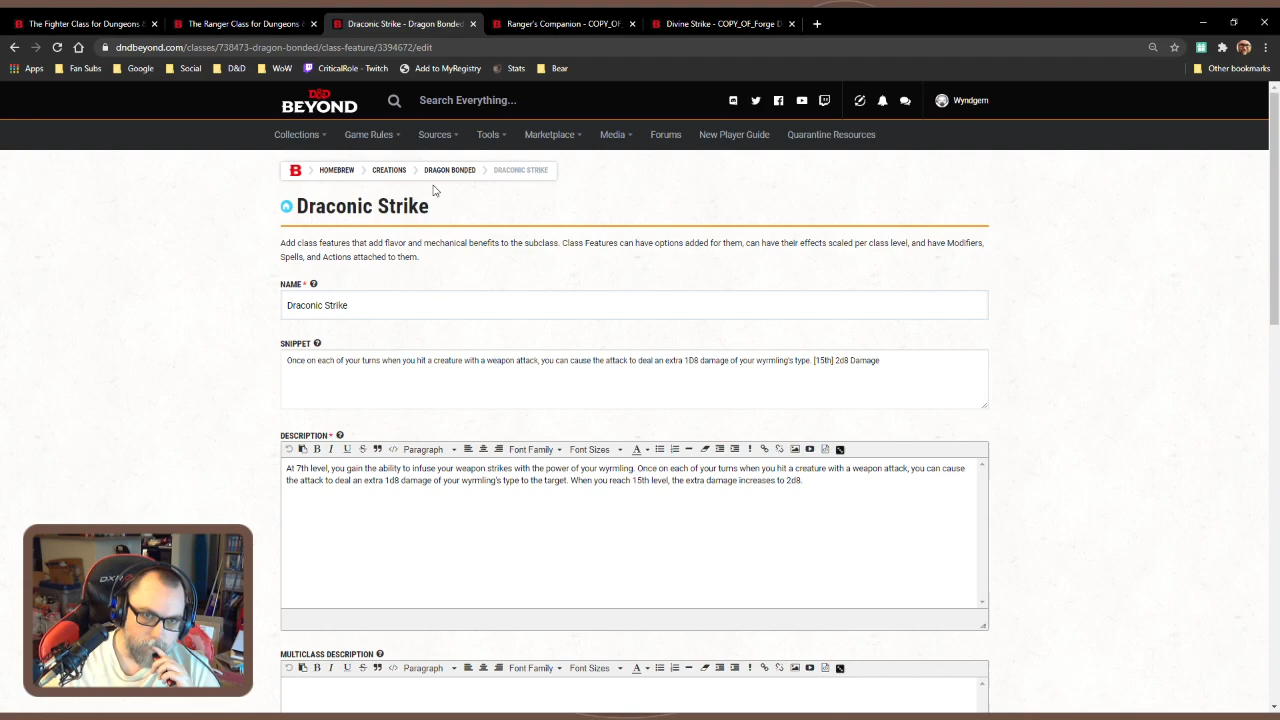 The Fighter Class for Dungeons &
The Ranger Class for Dungeons &
Draconic Strike - Dragon Bonded
Ranger's Companion - COPY_OF_
Divine Strike - COPY_OF_Forge D
dndbeyond.com/classes/738473-dragon-bonded/class-feature/3394672/edit
Apps
Fan Subs
Google
Social
D&D
WoW
CriticalRole - Twitch
Add to MyRegistry
Stats
Bear
Other bookmarks
D&D
BEYOND
Search Everything...
Wyndgem
Collections
Game Rules
Sources
Tools
Marketplace
Media
Forums
New Player Guide
Quarantine Resources
B
HOMEBREW
CREATIONS
DRAGON BONDED
DRACONIC STRIKE
Draconic Strike
Add class features that add flavor and mechanical benefits to the subclass. Class Features can have options added for them, can have their effects scaled per class level, and have Modifiers,
Spells, and Actions attached to them.
NAME *
Draconic Strike
SNIPPET
Once on each of your turns when you hit a creature with a weapon attack, you can cause the attack to deal an extra 1D8 damage of your wyrmling's type. [15th] 2d8 Damage
DESCRIPTION *
B I U S Paragraph Font Family Font Sizes A
At 7th level, you gain the ability to infuse your weapon strikes with the power of your wyrmling. Once on each of your turns when you hit a creature with a weapon attack, you can cause
the attack to deal an extra 1d8 damage of your wyrmling's type to the target. When you reach 15th level, the extra damage increases to 2d8.
MULTICLASS DESCRIPTION
B I U S Paragraph Font Family Font Sizes A